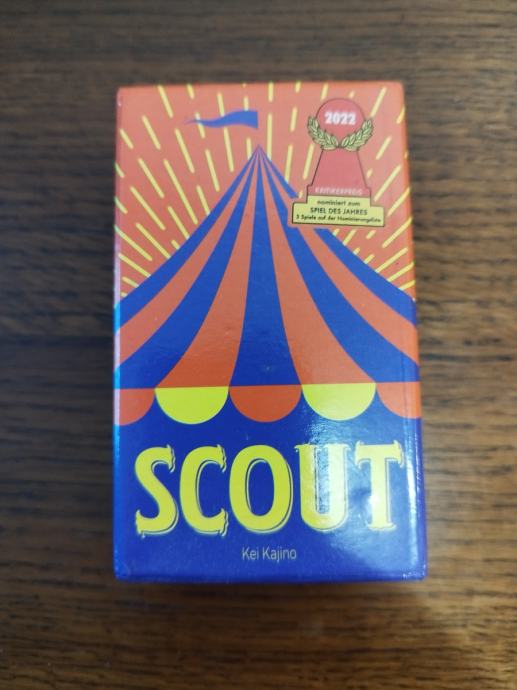 2022
KRITIKERPREIS
nominiert zum
SPIEL DES JAHRES
3 Spiele auf der Nominierungsliste
SCOUT
Kei Kajino